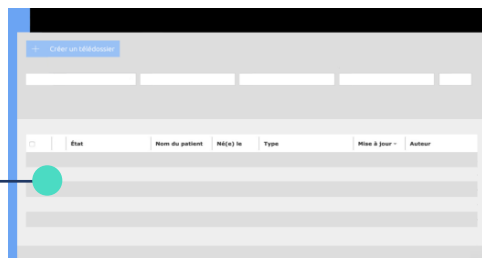 + Créer un télédossier
État Nom du patient Né(e) le Type Mise à jour Auteur